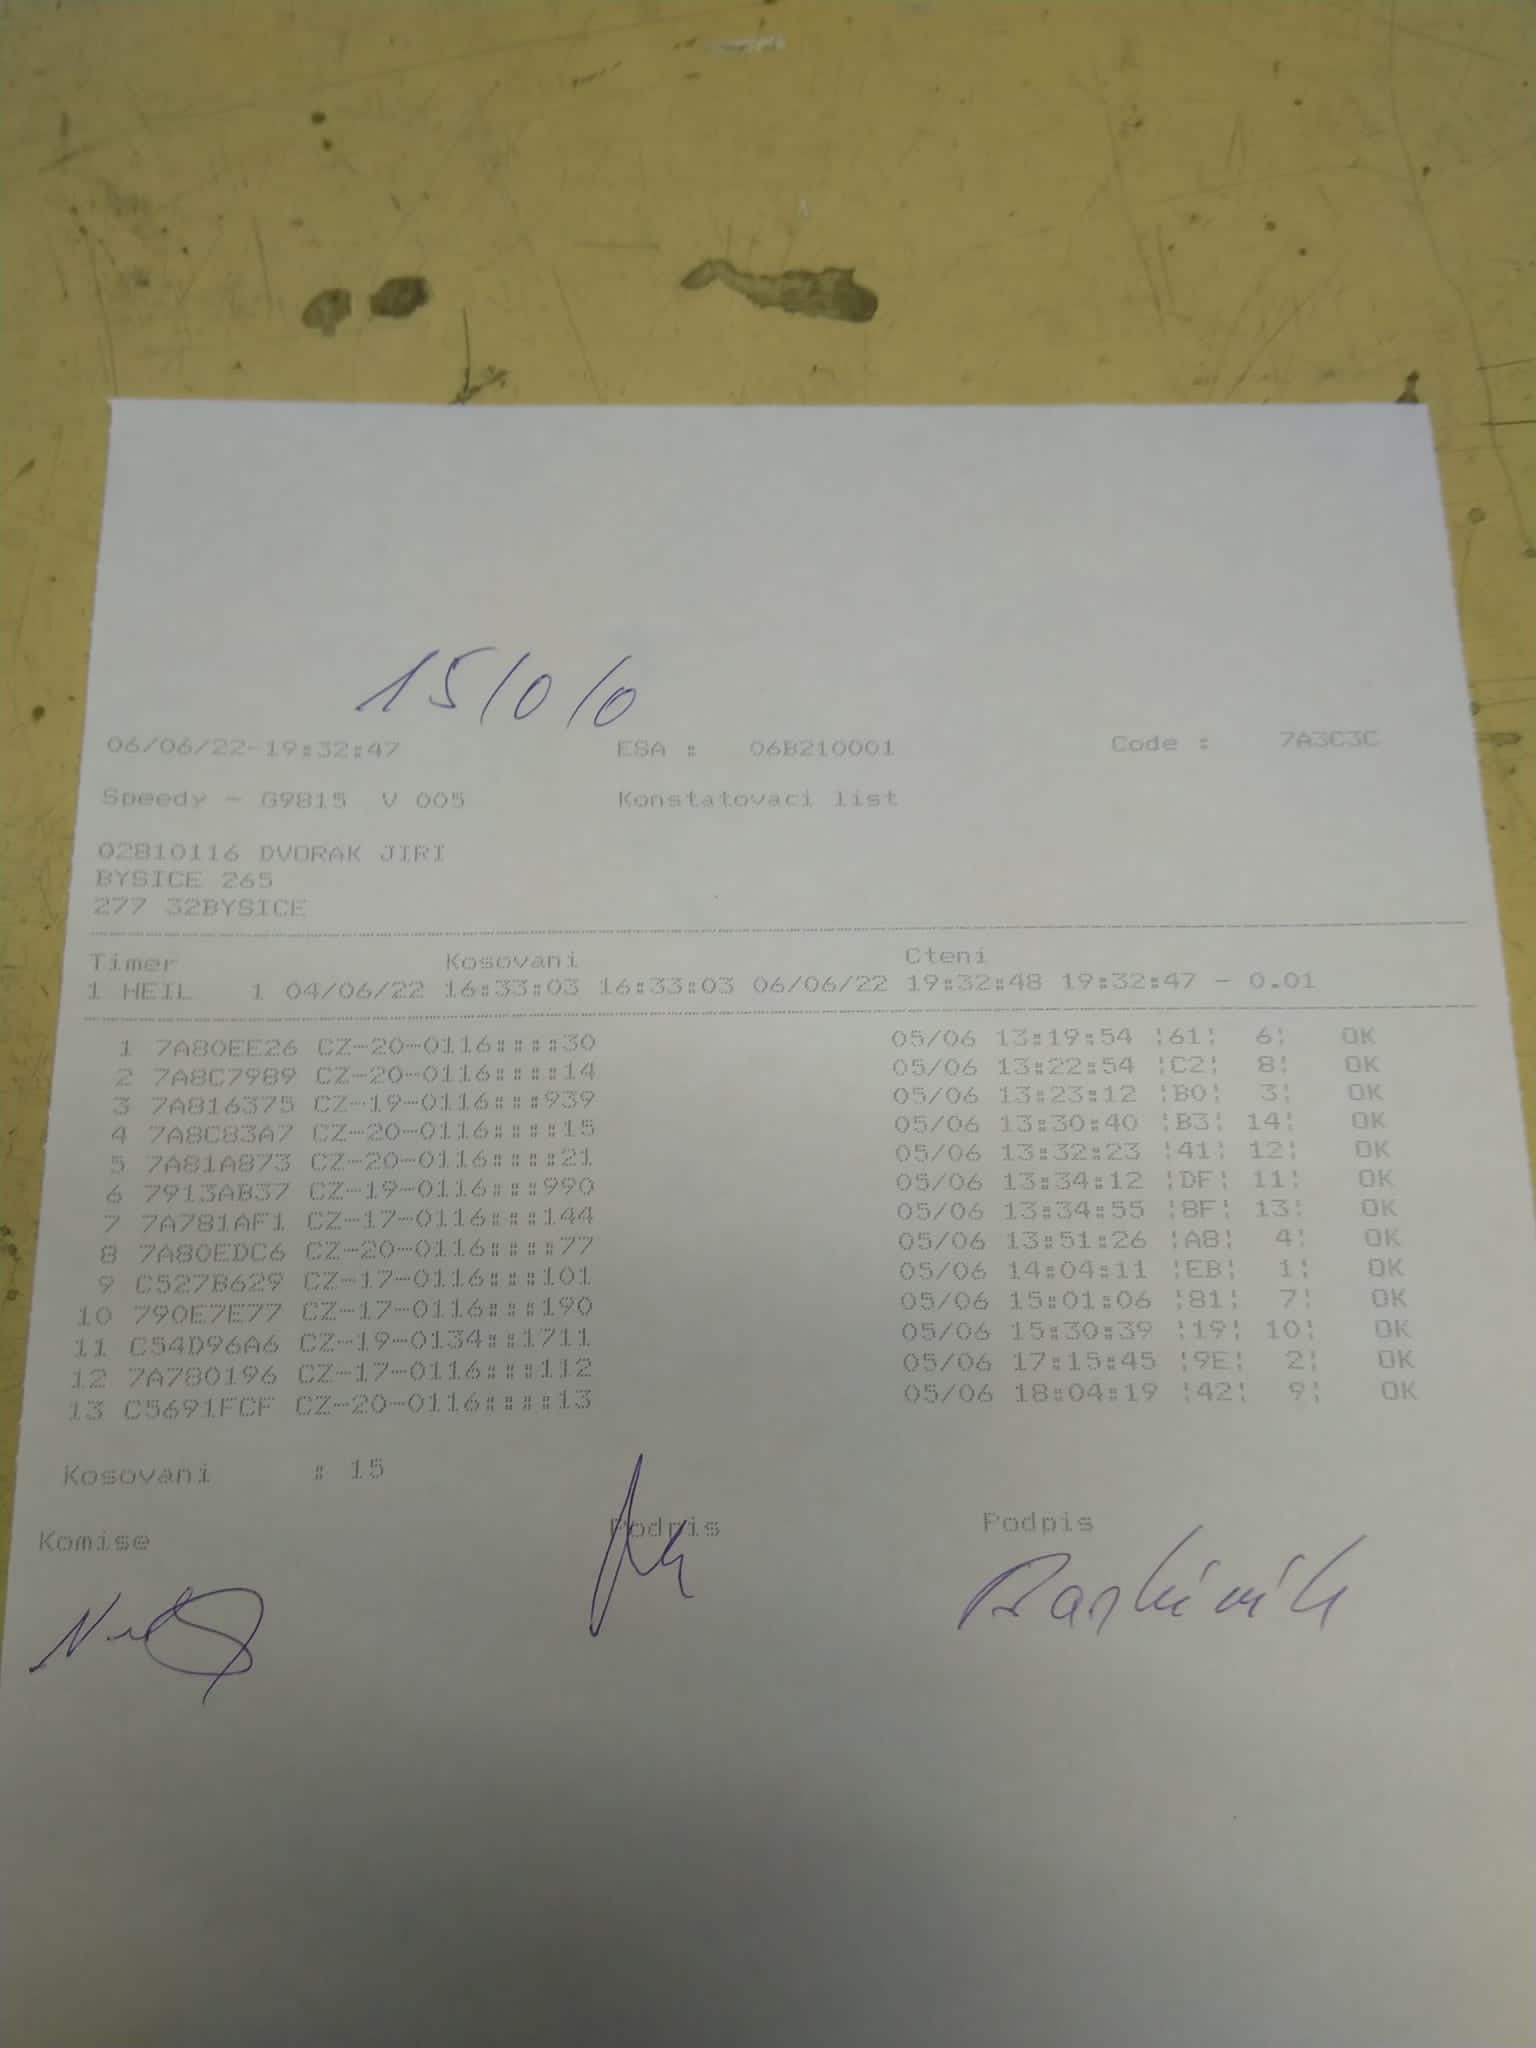 15/0/0
06/06/22-19:32:47 ESA : 06B210001 Code : 7A3C3C
Speedy - G9815 V 005 Konstatovaci list
02810116 DVORAK JIRI
BYSICE 265
277 32BYSICE
Timer Kosovani Cteni
1 HEIL 1 04/06/22 16:33:03 16:33:03 06/06/22 19:32:48 19:32:47 - 0.01
1 7A80EE26 CZ-20-0116::::30 05/06 13:19:54 ¦61¦ 6¦ OK
2 7A8C7989 CZ-20-0116::::14 05/06 13:22:54 ¦C2¦ 8¦ OK
3 7A816375 CZ-19-0116:::939 05/06 13:23:12 ¦B0¦ 3¦ OK
4 7A8C83A7 CZ-20-0116::::15 05/06 13:30:40 ¦B3¦ 14¦ OK
5 7A81A873 CZ-20-0116::::21 05/06 13:32:23 ¦41¦ 12¦ OK
6 7913AB37 CZ-19-0116:::990 05/06 13:34:12 ¦DF¦ 11¦ OK
7 7A781AF1 CZ-17-0116:::144 05/06 13:34:55 ¦8F¦ 13¦ OK
8 7A80EDC6 CZ-20-0116::::77 05/06 13:51:26 ¦A8¦ 4¦ OK
9 C527B629 CZ-17-0116:::101 05/06 14:04:11 ¦EB¦ 1¦ OK
10 790E7E77 CZ-17-0116:::190 05/06 15:01:06 ¦81¦ 7¦ OK
11 C54D96A6 CZ-19-0134::1711 05/06 15:30:39 ¦19¦ 10¦ OK
12 7A780196 CZ-17-0116:::112 05/06 17:15:45 ¦9E¦ 2¦ OK
13 C5691FCF CZ-20-0116::::13 05/06 18:04:19 ¦42¦ 9¦ OK
Kosovani : 15
Komise Podpis Podpis